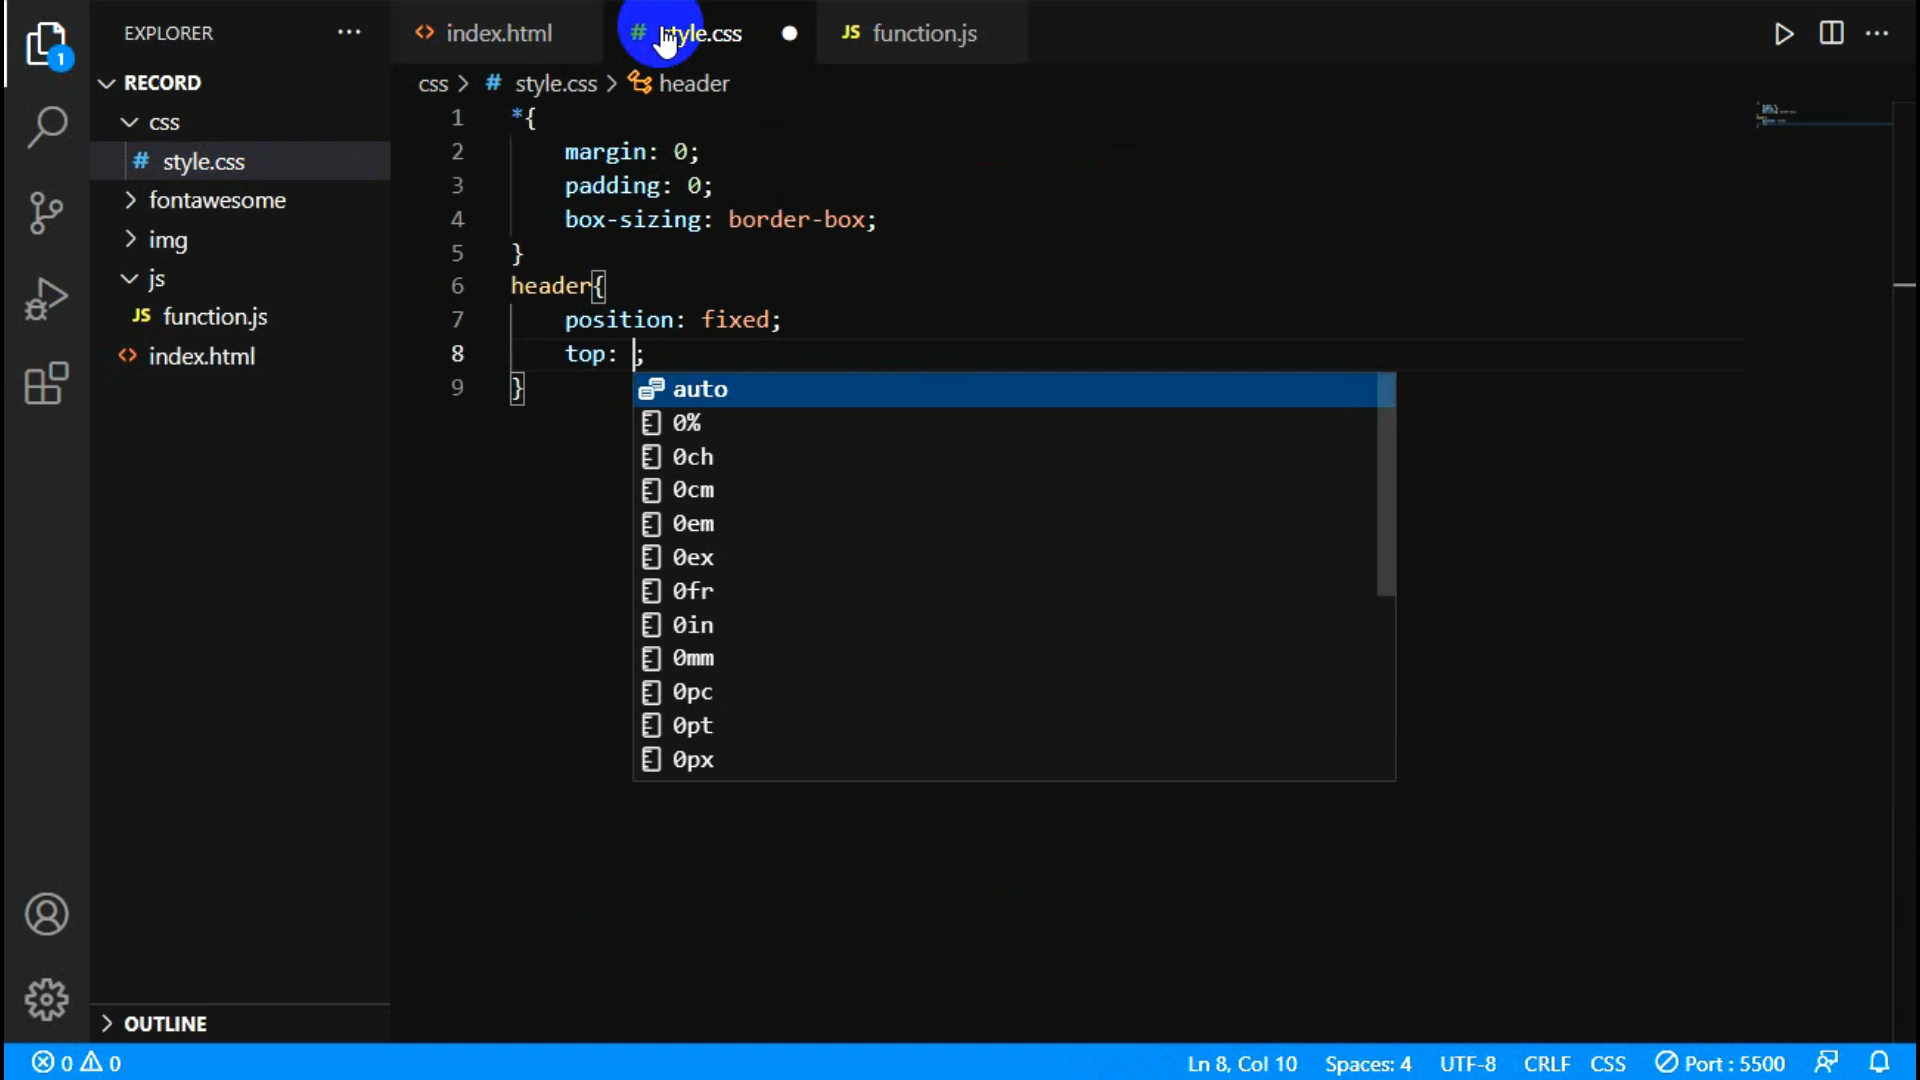 EXPLORER
RECORD
css
# style.css
fontawesome
img
js
JS function.js
<> index.html
OUTLINE
1
<> index.html
# style.css
JS function.js
css > # style.css > header
1 *{
2 margin: 0;
3 padding: 0;
4 box-sizing: border-box;
5 }
6 header{
7 position: fixed;
8 top: ;
9 }
auto
0%
0ch
0cm
0em
0ex
0fr
0in
0mm
0pc
0pt
0px
0 0
Ln 8, Col 10 Spaces: 4 UTF-8 CRLF CSS Port : 5500